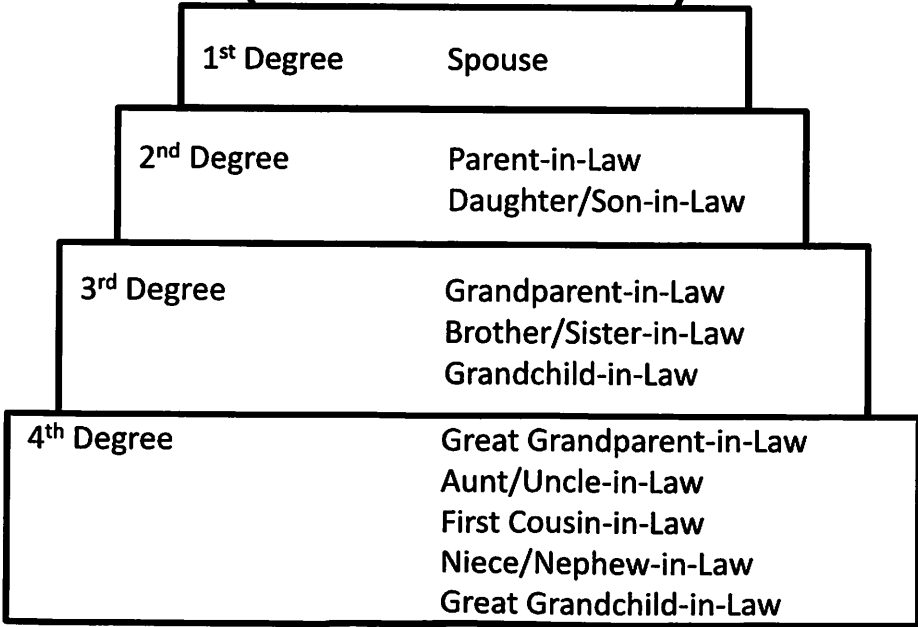 1st Degree Spouse
2nd Degree Parent-in-Law
Daughter/Son-in-Law
3rd Degree Grandparent-in-Law
Brother/Sister-in-Law
Grandchild-in-Law
4th Degree Great Grandparent-in-Law
Aunt/Uncle-in-Law
First Cousin-in-Law
Niece/Nephew-in-Law
Great Grandchild-in-Law